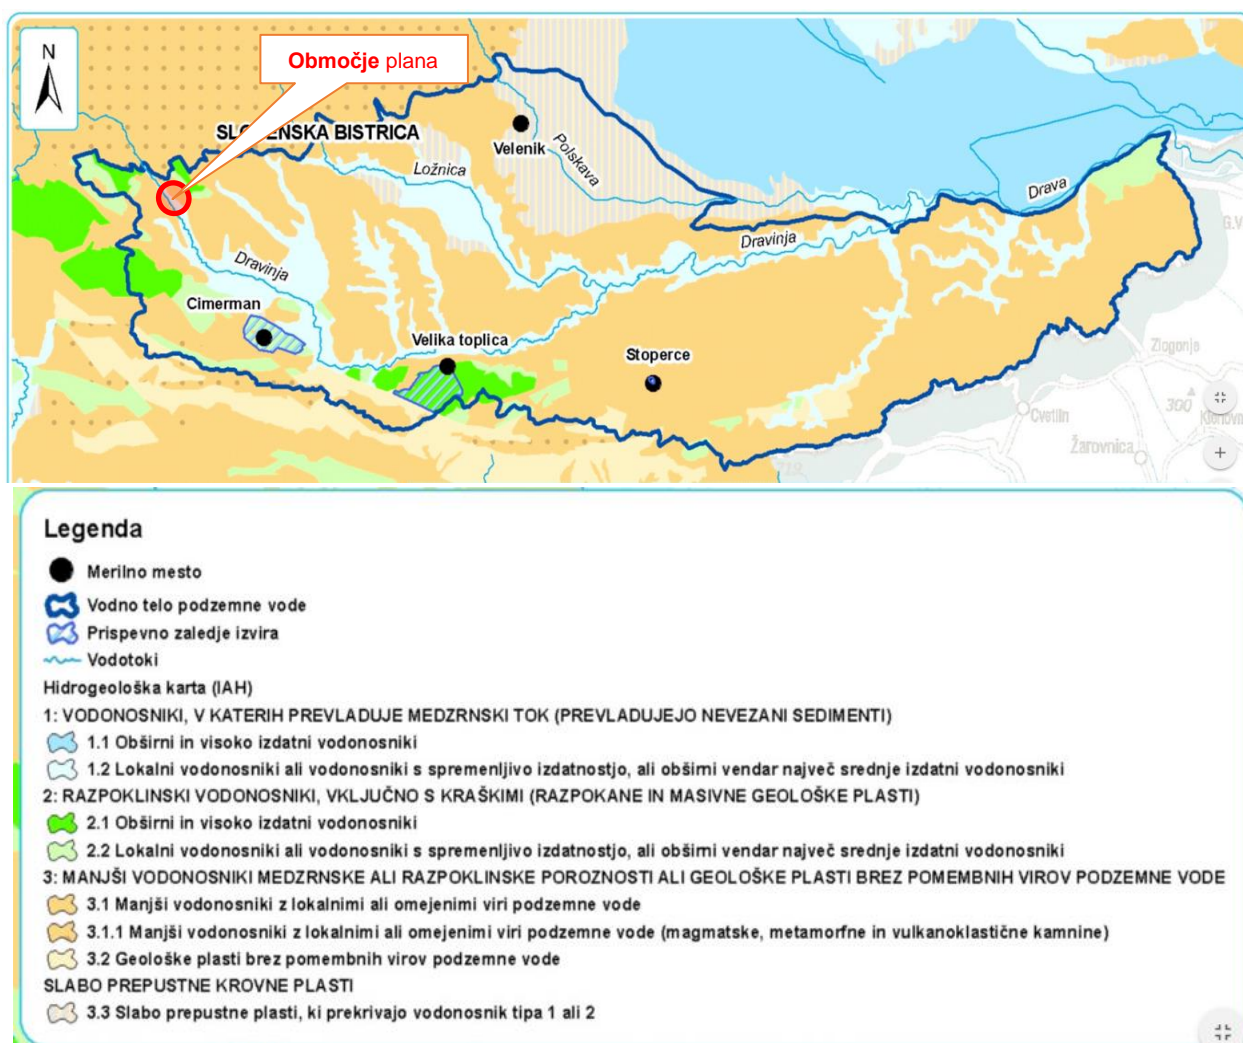 N
Območje plana
SLOVENSKA BISTRICA
Velenik
Polskava
Ložnica
Drava
G.V
Dravinja
Dravinja
Cimerman
Velika toplica
Stoperce
Zlogonje
300
Cvetlin
Klenova
Žarovnica
Legenda
Merilno mesto
Vodno telo podzemne vode
Prispevno zaledje izvira
Vodotoki
Hidrogeološka karta (IAH)
1: VODONOSNIKI, V KATERIH PREVLADUJE MEDZRNSKI TOK (PREVLADUJEJO NEVEZANI SEDIMENTI)
1.1 Obširni in visoko izdatni vodonosniki
1.2 Lokalni vodonosniki ali vodonosniki s spremenljivo izdatnostjo, ali obširni vendar največ srednje izdatni vodonosniki
2: RAZPOKLINSKI VODONOSNIKI, VKLJUČNO S KRAŠKIMI (RAZPOKANE IN MASIVNE GEOLOŠKE PLASTI)
2.1 Obširni in visoko izdatni vodonosniki
2.2 Lokalni vodonosniki ali vodonosniki s spremenljivo izdatnostjo, ali obširni vendar največ srednje izdatni vodonosniki
3: MANJŠI VODONOSNIKI MEDZRNSKE ALI RAZPOKLINSKE POROZNOSTI ALI GEOLOŠKE PLASTI BREZ POMEMBNIH VIROV PODZEMNE VODE
3.1 Manjši vodonosniki z lokalnimi ali omejenimi viri podzemne vode
3.1.1 Manjši vodonosniki z lokalnimi ali omejenimi viri podzemne vode (magmatske, metamorfne in vulkanoklastične kamnine)
3.2 Geološke plasti brez pomembnih virov podzemne vode
SLABO PREPUSTNE KROVNE PLASTI
3.3 Slabo prepustne plasti, ki prekrivajo vodonosnik tipa 1 ali 2